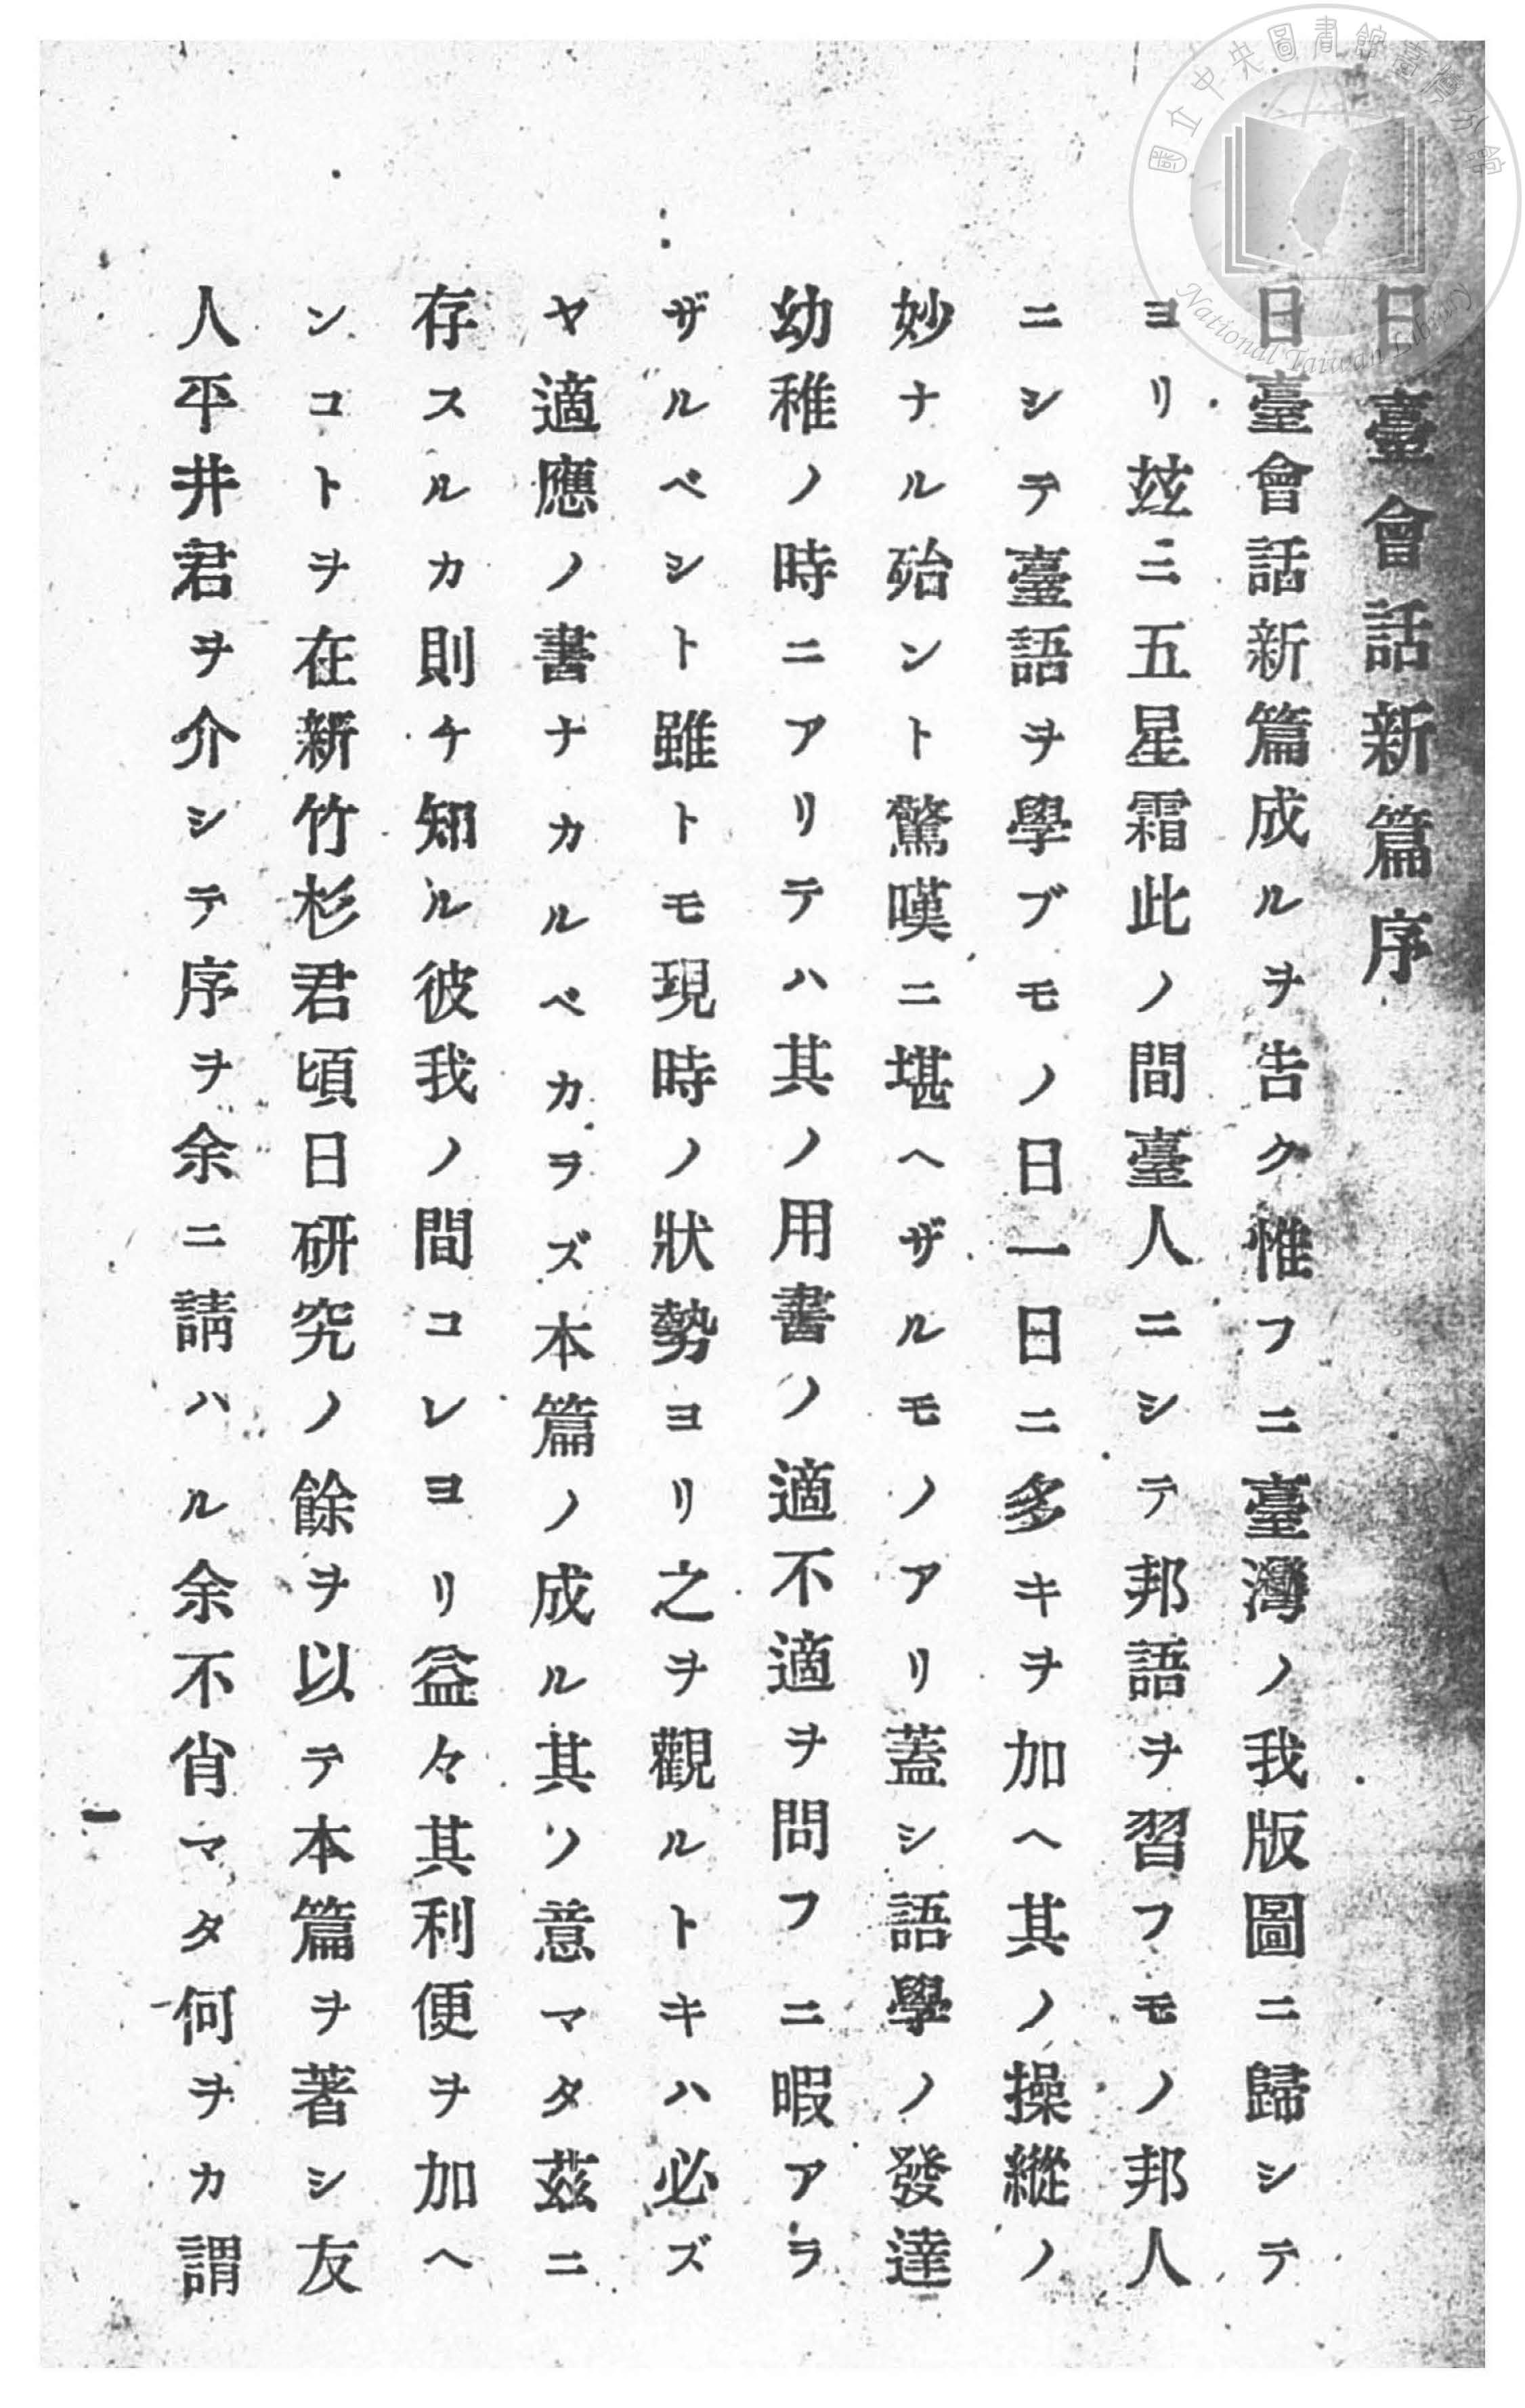 日臺會話新篇序
日臺會話新篇成ルヲ告ク惟フニ臺灣ノ我版圖ニ歸シテ
ヨリ玆ニ五星霜此ノ間臺人ニシテ邦語ヲ習フモノ邦人
ニシテ臺語ヲ學ブモノ日一日ニ多キヲ加ヘ其ノ操縱ノ
妙ナル殆ント驚嘆ニ堪ヘザルモノアリ蓋シ語學ノ發達
幼稚ノ時ニアリテハ其ノ用書ノ適不適ヲ問フニ暇アラ
ザルベシト雖トモ現時ノ狀勢ヨリ之ヲ觀ルトキハ必ズ
ヤ適應ノ書ナカルベカラズ本篇ノ成ル其ソ意マタ茲ニ
存スルカ則チ知ル彼我ノ間コレヨリ益々其利便ヲ加ヘ
ンコトヲ在新竹杉君頃日硏究ノ餘ヲ以テ本篇ヲ著シ友
人平井君ヲ介シテ序ヲ余ニ請ハル余不肖マタ何ヲカ謂
一
國立中央圖書館臺灣分館
National Taiwan Library